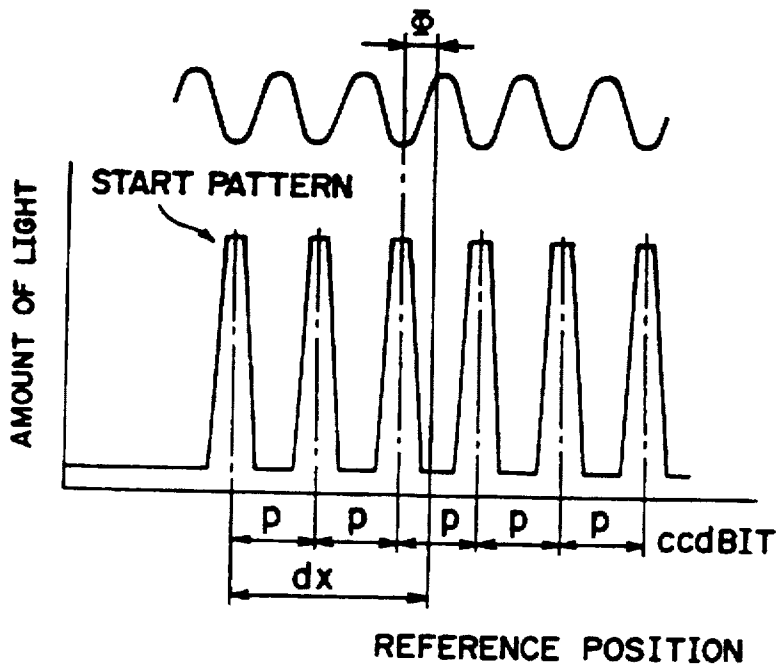 Φ
START PATTERN
AMOUNT OF LIGHT
p p p p p ccdBIT
dx
REFERENCE POSITION